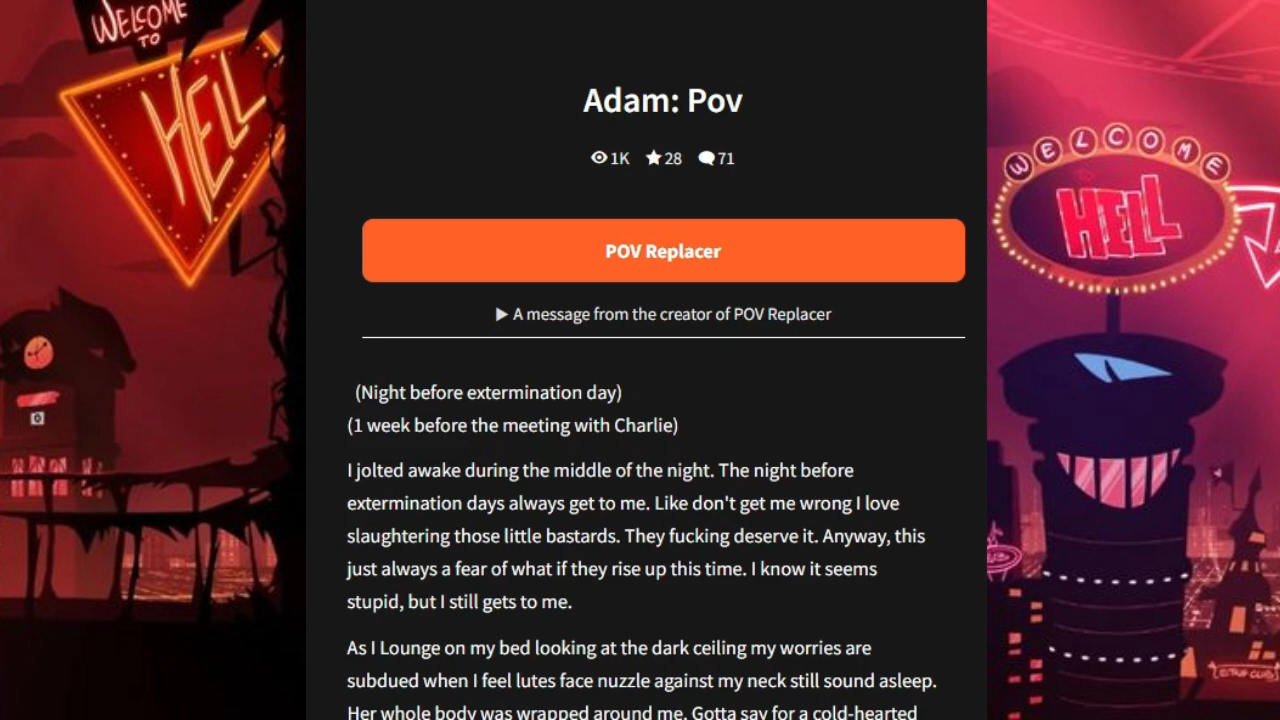 WELCOME
TO
HELL
Adam: Pov
1K 28 71
POV Replacer
▶ A message from the creator of POV Replacer
(Night before extermination day)
(1 week before the meeting with Charlie)
I jolted awake during the middle of the night. The night before
extermination days always get to me. Like don't get me wrong I love
slaughtering those little bastards. They fucking deserve it. Anyway, this
just always a fear of what if they rise up this time. I know it seems
stupid, but I still gets to me.
As I Lounge on my bed looking at the dark ceiling my worries are
subdued when I feel lutes face nuzzle against my neck still sound asleep.
Her whole body was wrapped around me. Gotta say for a cold-hearted
WELCOME
TO
HELL